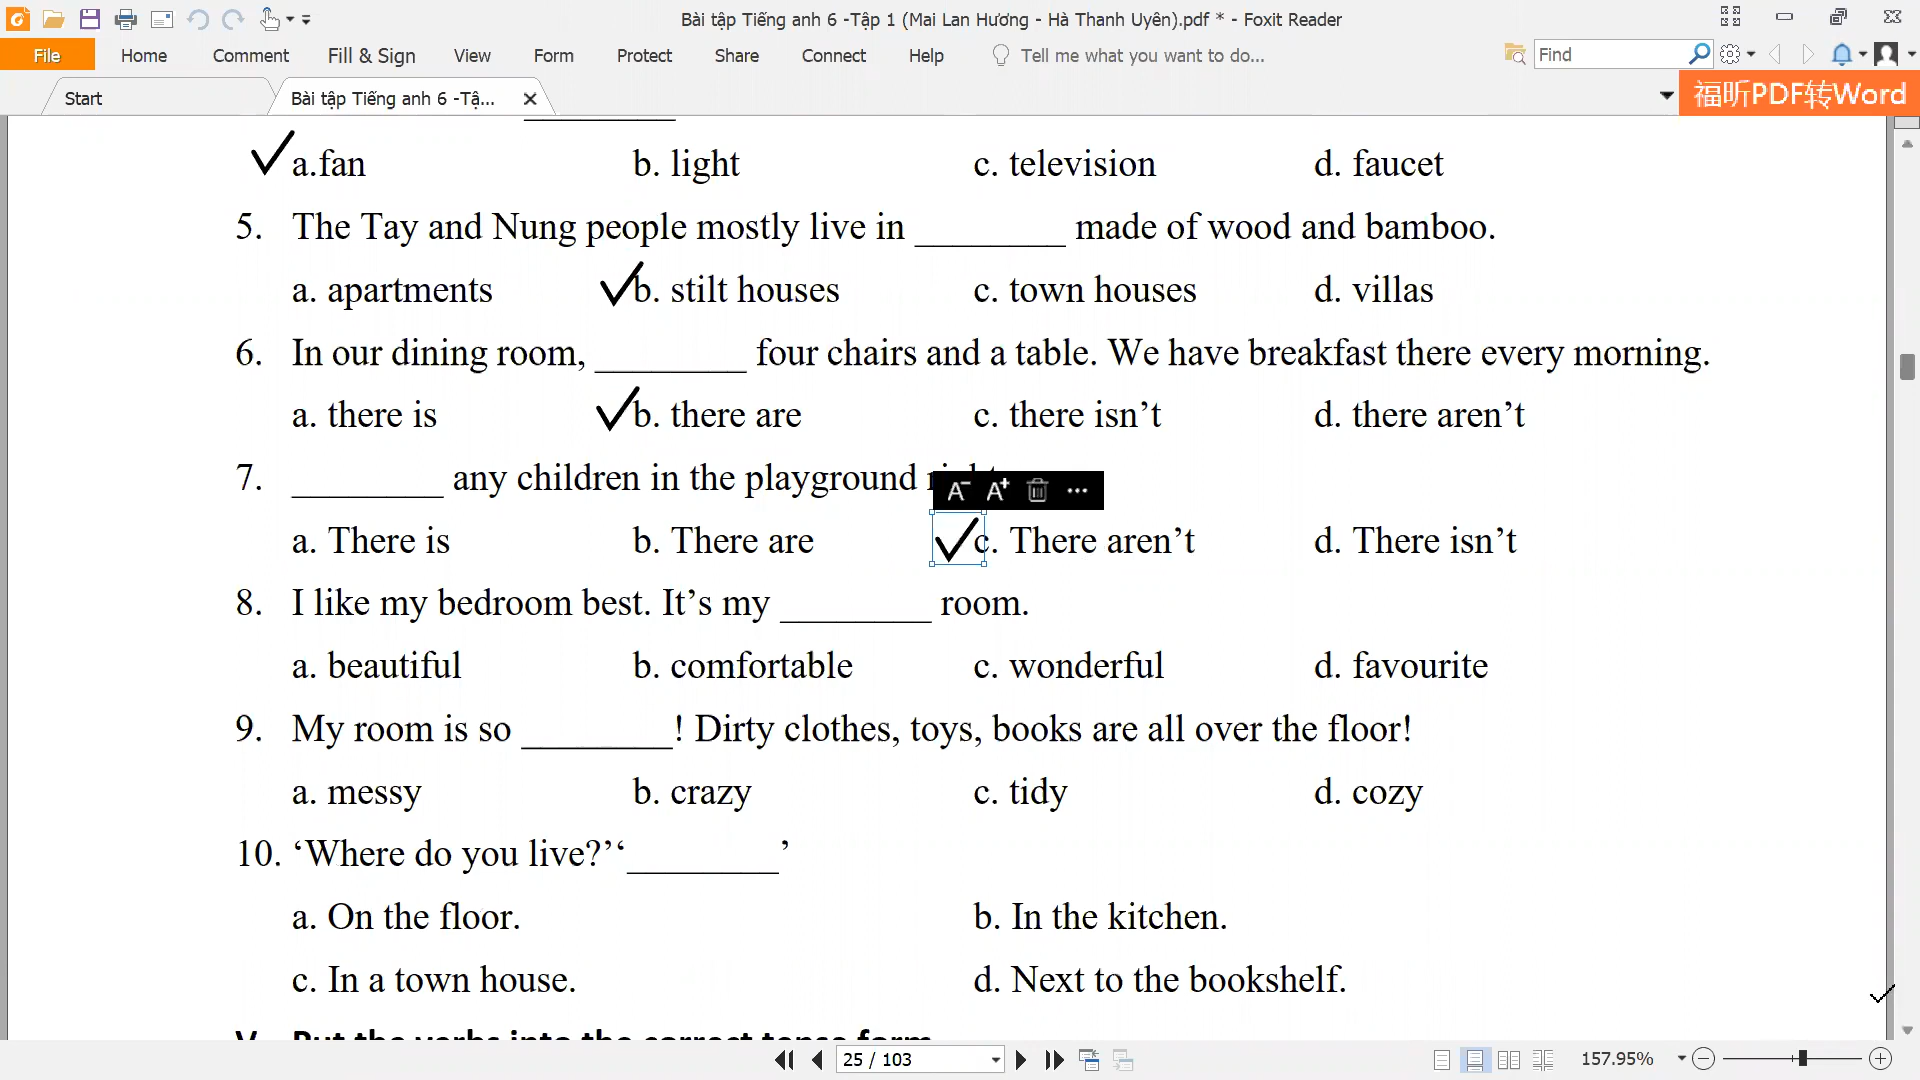 Bài tập Tiếng anh 6 -Tập 1 (Mai Lan Hương - Hà Thanh Uyên).pdf * - Foxit Reader
File Home Comment Fill & Sign View Form Protect Share Connect Help Tell me what you want to do... Find
Start Bài tập Tiếng anh 6 -Tậ... 福昕PDF转Word
a.fan b. light c. television d. faucet
5. The Tay and Nung people mostly live in ________ made of wood and bamboo.
a. apartments b. stilt houses c. town houses d. villas
6. In our dining room, ________ four chairs and a table. We have breakfast there every morning.
a. there is b. there are c. there isn’t d. there aren’t
7. ________ any children in the playground
A- A+ ...
a. There is b. There are c. There aren’t d. There isn’t
8. I like my bedroom best. It’s my ________ room.
a. beautiful b. comfortable c. wonderful d. favourite
9. My room is so ________! Dirty clothes, toys, books are all over the floor!
a. messy b. crazy c. tidy d. cozy
10. ‘Where do you live?’‘________’
a. On the floor. b. In the kitchen.
c. In a town house. d. Next to the bookshelf.
V. Put the verbs into the correct tense form.
25 / 103 157.95%